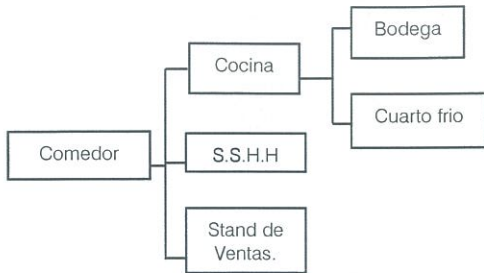 Bodega
Cocina
Cuarto frio
Comedor
S.S.H.H
Stand de
Ventas.